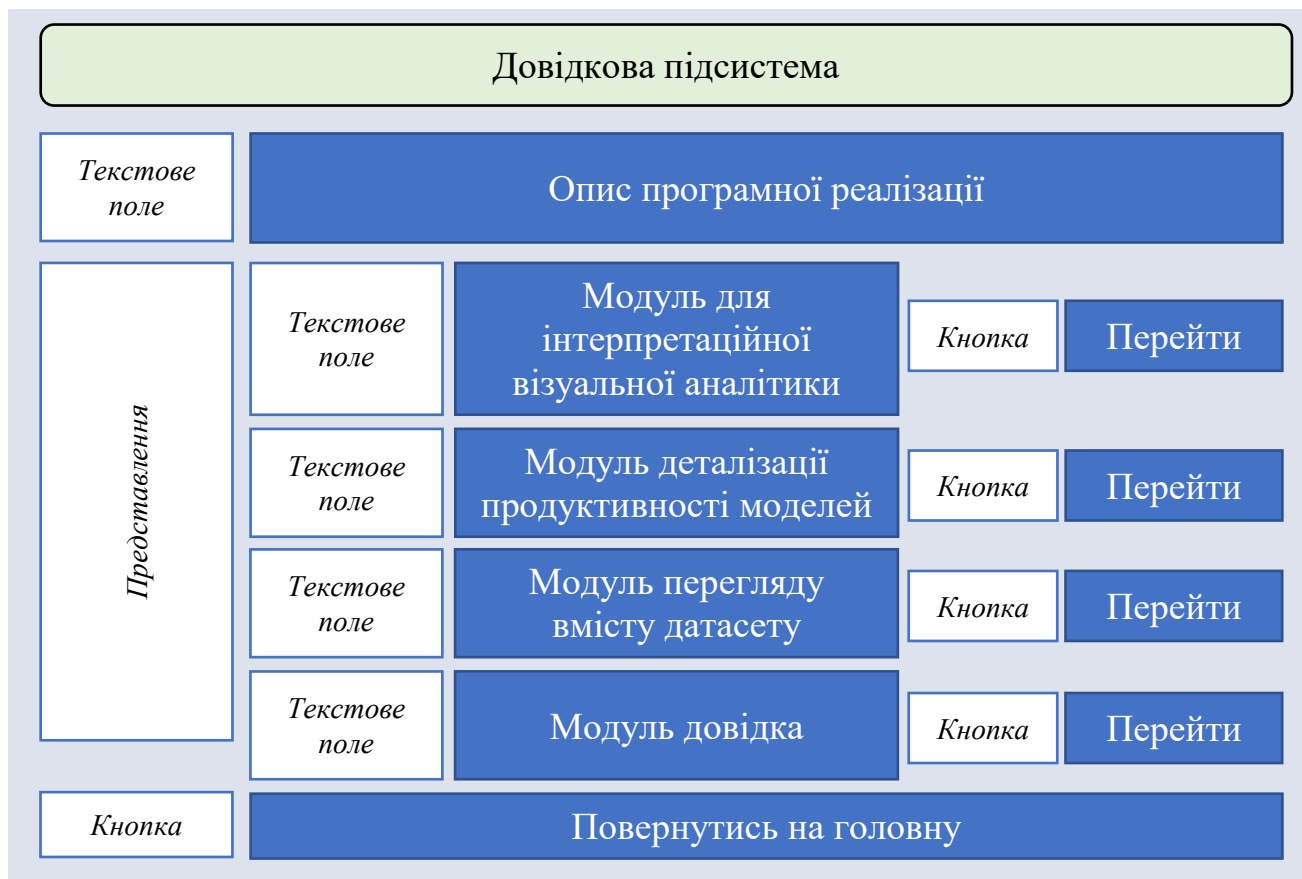 Довідкова підсистема
Текстове
поле
Опис програмної реалізації
Представлення
Текстове
поле
Модуль для
інтерпретаційної
візуальної аналітики
Кнопка
Перейти
Текстове
поле
Модуль деталізації
продуктивності моделей
Кнопка
Перейти
Текстове
поле
Модуль перегляду
вмісту датасету
Кнопка
Перейти
Текстове
поле
Модуль довідка
Кнопка
Перейти
Кнопка
Повернутись на головну